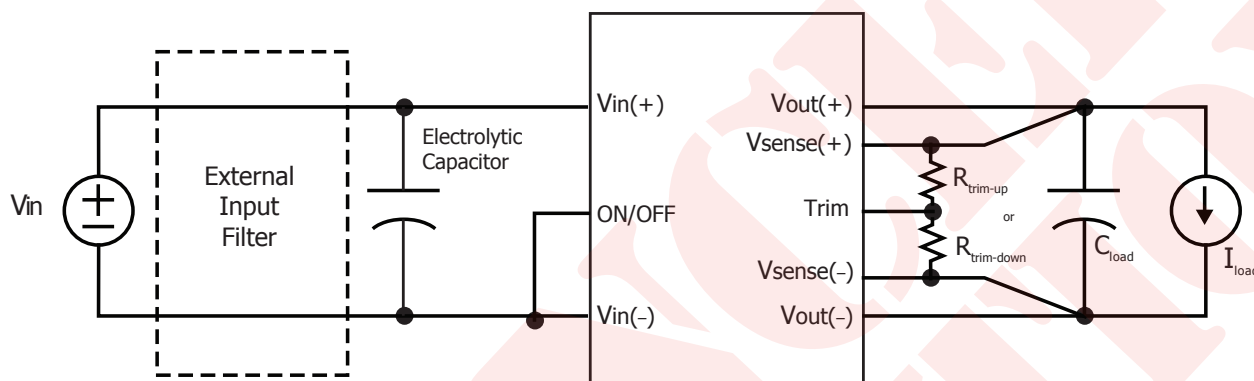 Vin
External
Input
Filter
Electrolytic
Capacitor
Vin(+)
ON/OFF
Vin(–)
Vout(+)
Vsense(+)
Trim
Vsense(–)
Vout(–)
Rtrim-up
or
Rtrim-down
Cload
Iload